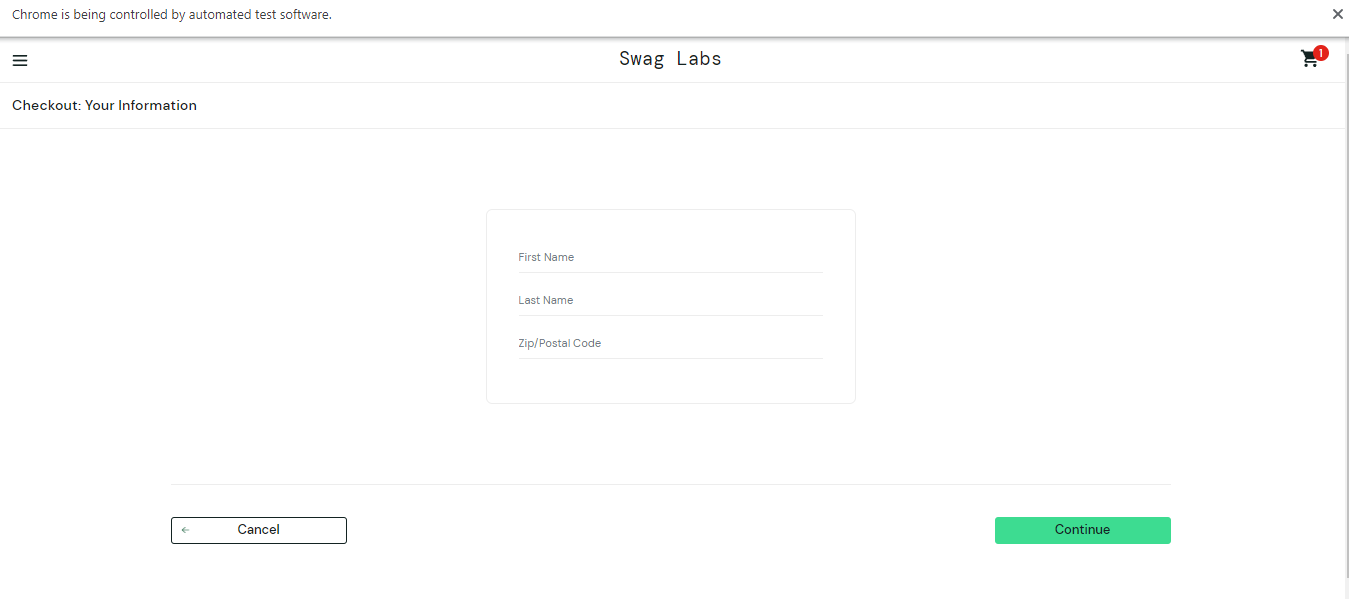 Chrome is being controlled by automated test software.
Swag Labs
1
Checkout: Your Information
First Name
Last Name
Zip/Postal Code
Cancel
Continue